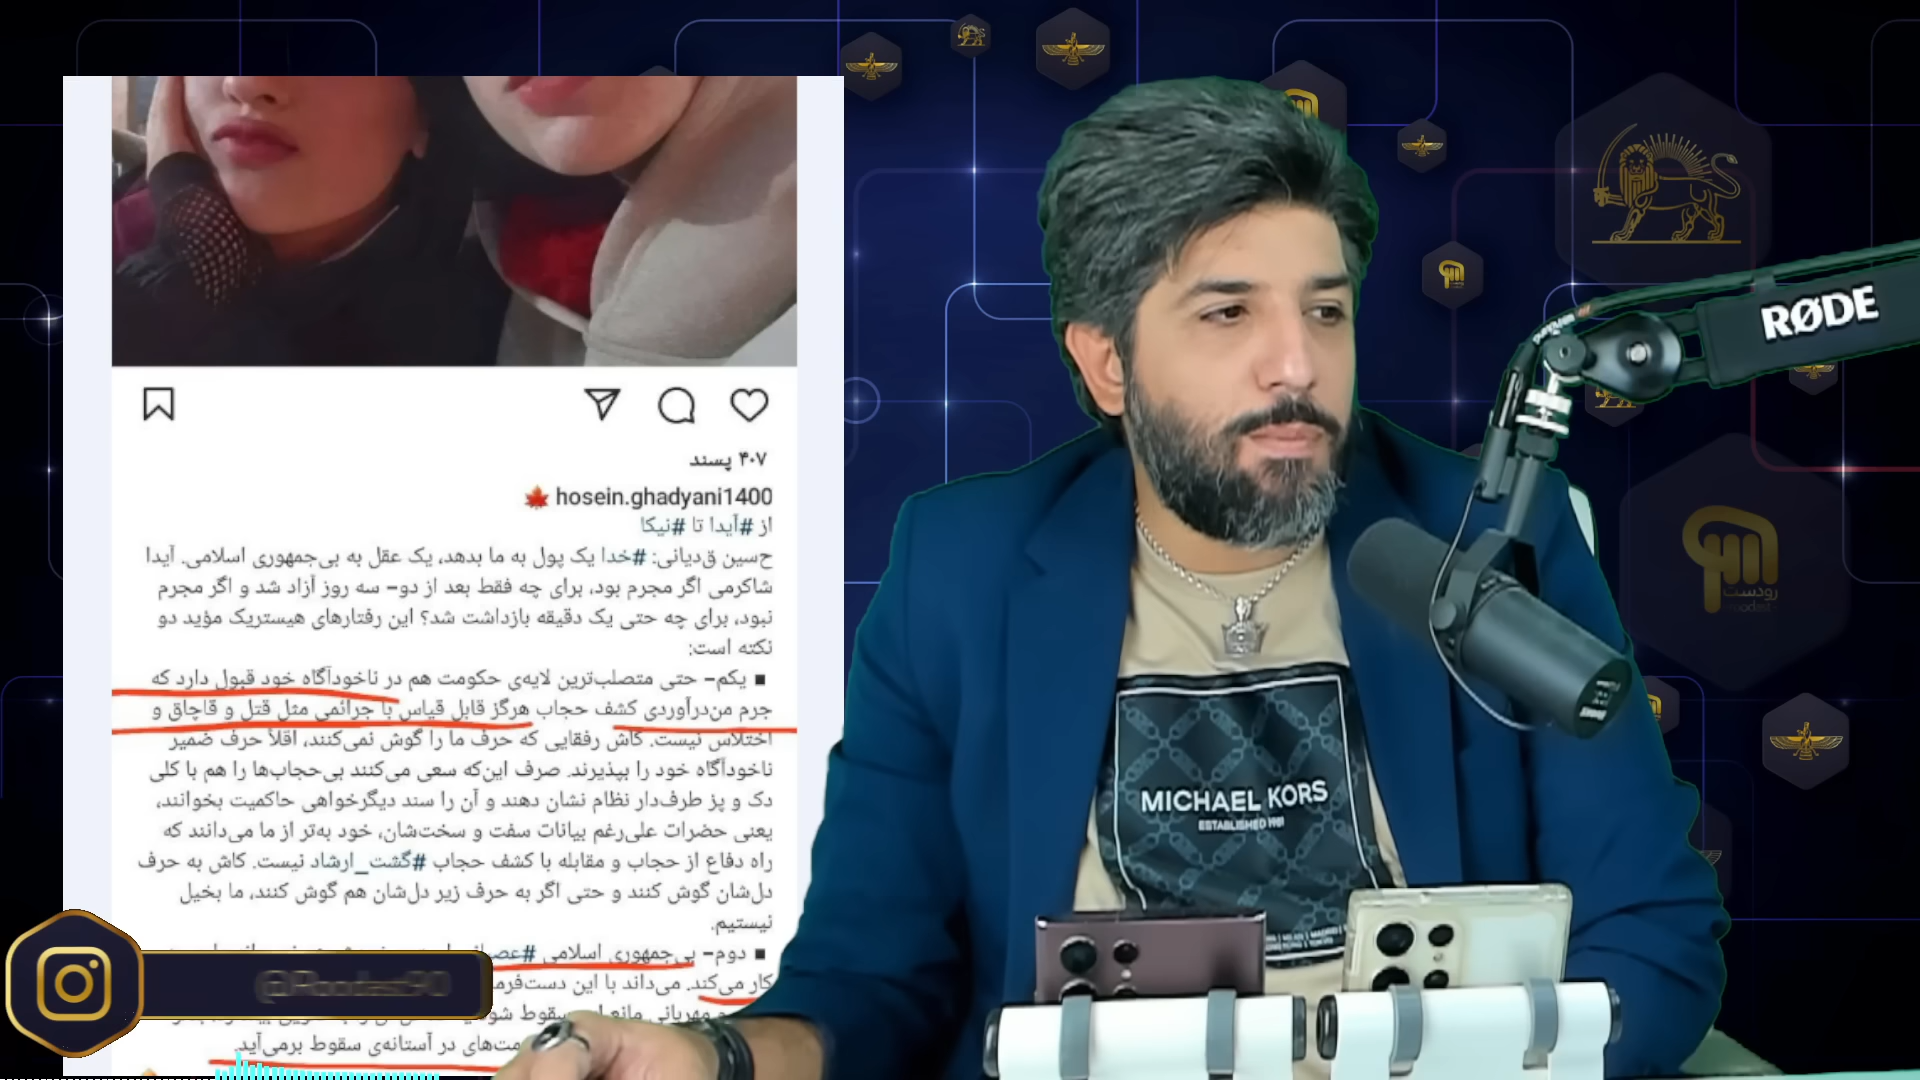 ۴۰۷ پسند
hosein.ghadyani1400
از #آیدا تا #نیکا
حسین قدیانی: #خدا یک پول به ما بدهد، یک عقل به بی‌جمهوری اسلامی. آیدا
شاکرمی اگر مجرم بود، برای چه فقط بعد از دو- سه روز آزاد شد و اگر مجرم
نبود، برای چه حتی یک دقیقه بازداشت شد؟ این رفتارهای هیستریک مؤید دو
نکته است:
▪ یکم- حتی متصلب‌ترین لایه‌ی حکومت هم در ناخودآگاه خود قبول دارد که
جرم من‌درآوردی کشف حجاب هرگز قابل قیاس با جرائمی مثل قتل و قاچاق و
اختلاس نیست. کاش رفقایی که حرف ما را گوش نمی‌کنند، اقلاً حرف ضمیر
ناخودآگاه خود را بپذیرند. صرف این‌که سعی می‌کنند بی‌حجاب‌ها را هم با کلی
دک و پز طرف‌دار نظام نشان دهند و آن را سند دیگرخواهی حاکمیت بخوانند،
یعنی حضرات علی‌رغم بیانات سفت و سخت‌شان، خود به‌تر از ما می‌دانند که
راه دفاع از حجاب و مقابله با کشف حجاب #گشت_ارشاد نیست. کاش به حرف
دل‌شان گوش کنند و حتی اگر به حرف زیر دل‌شان هم گوش کنند، ما بخیل
نیستیم.
▪ دوم- بی‌جمهوری اسلامی
کار می‌کند. می‌داند با این
و مهربانی مانع سقوط
در آستانه‌ی سقوط برمی‌آید.
@Roodast90
RØDE
رودست
roodast
MICHAEL KORS
ESTABLISHED 1981